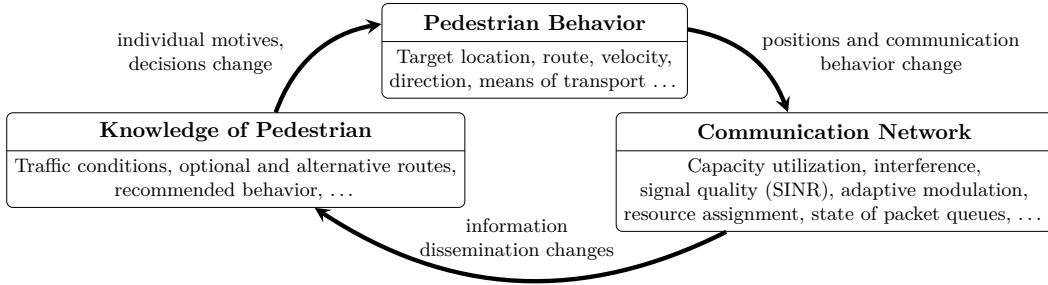 Pedestrian Behavior
Target location, route, velocity,
direction, means of transport ...
individual motives,
decisions change
positions and communication
behavior change
Knowledge of Pedestrian
Traffic conditions, optional and alternative routes,
recommended behavior, ...
Communication Network
Capacity utilization, interference,
signal quality (SINR), adaptive modulation,
resource assignment, state of packet queues, ...
information
dissemination changes